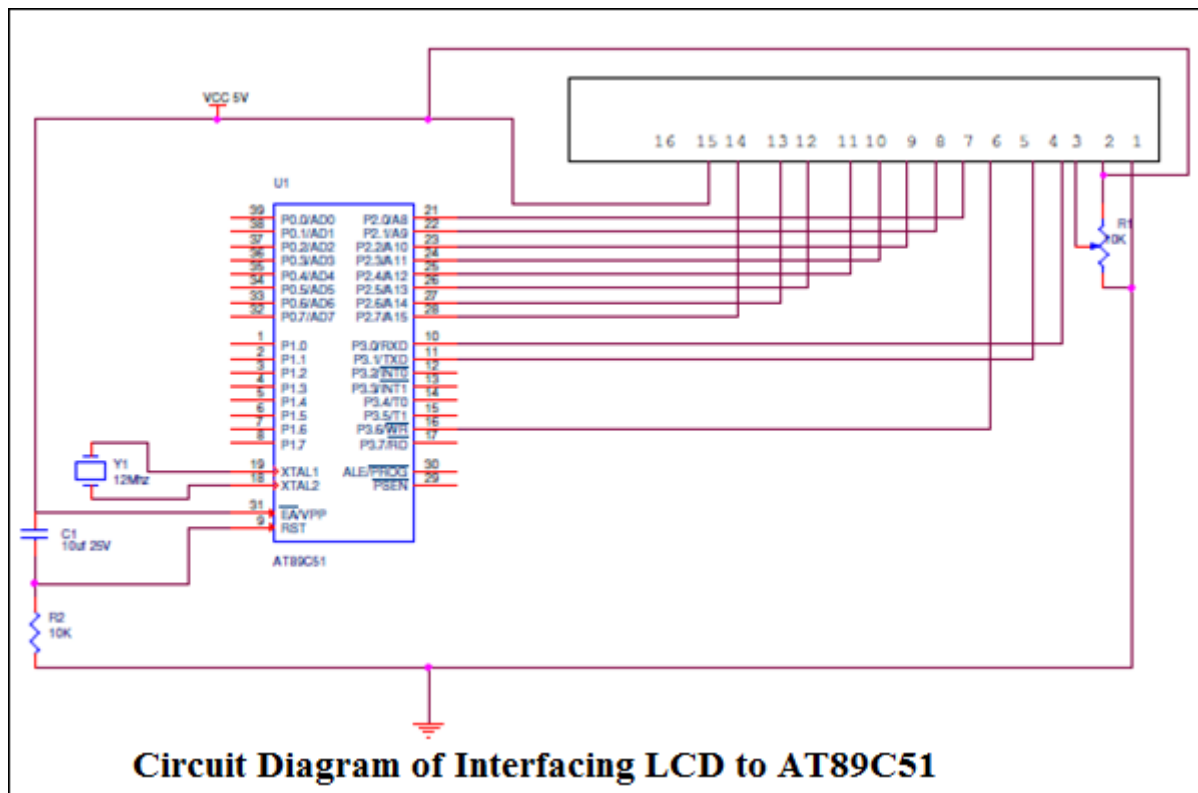 VCC 5V
16 15 14 13 12 11 10 9 8 7 6 5 4 3 2 1
U1
39 P0.0/AD0 P2.0/A8 21
38 P0.1/AD1 P2.1/A9 22
37 P0.2/AD2 P2.2/A10 23
36 P0.3/AD3 P2.3/A11 24
35 P0.4/AD4 P2.4/A12 25
34 P0.5/AD5 P2.5/A13 26
33 P0.6/AD6 P2.6/A14 27
32 P0.7/AD7 P2.7/A15 28
R1
10K
1 P1.0 P3.0/RXD 10
2 P1.1 P3.1/TXD 11
3 P1.2 P3.2/INT0 12
4 P1.3 P3.3/INT1 13
5 P1.4 P3.4/T0 14
6 P1.5 P3.5/T1 15
7 P1.6 P3.6/WR 16
8 P1.7 P3.7/RD 17
Y1
12Mhz
19 XTAL1 ALE/PROG 30
18 XTAL2 PSEN 29
31 EA/VPP
9 RST
C1
10uf 25V
AT89C51
R2
10K
Circuit Diagram of Interfacing LCD to AT89C51